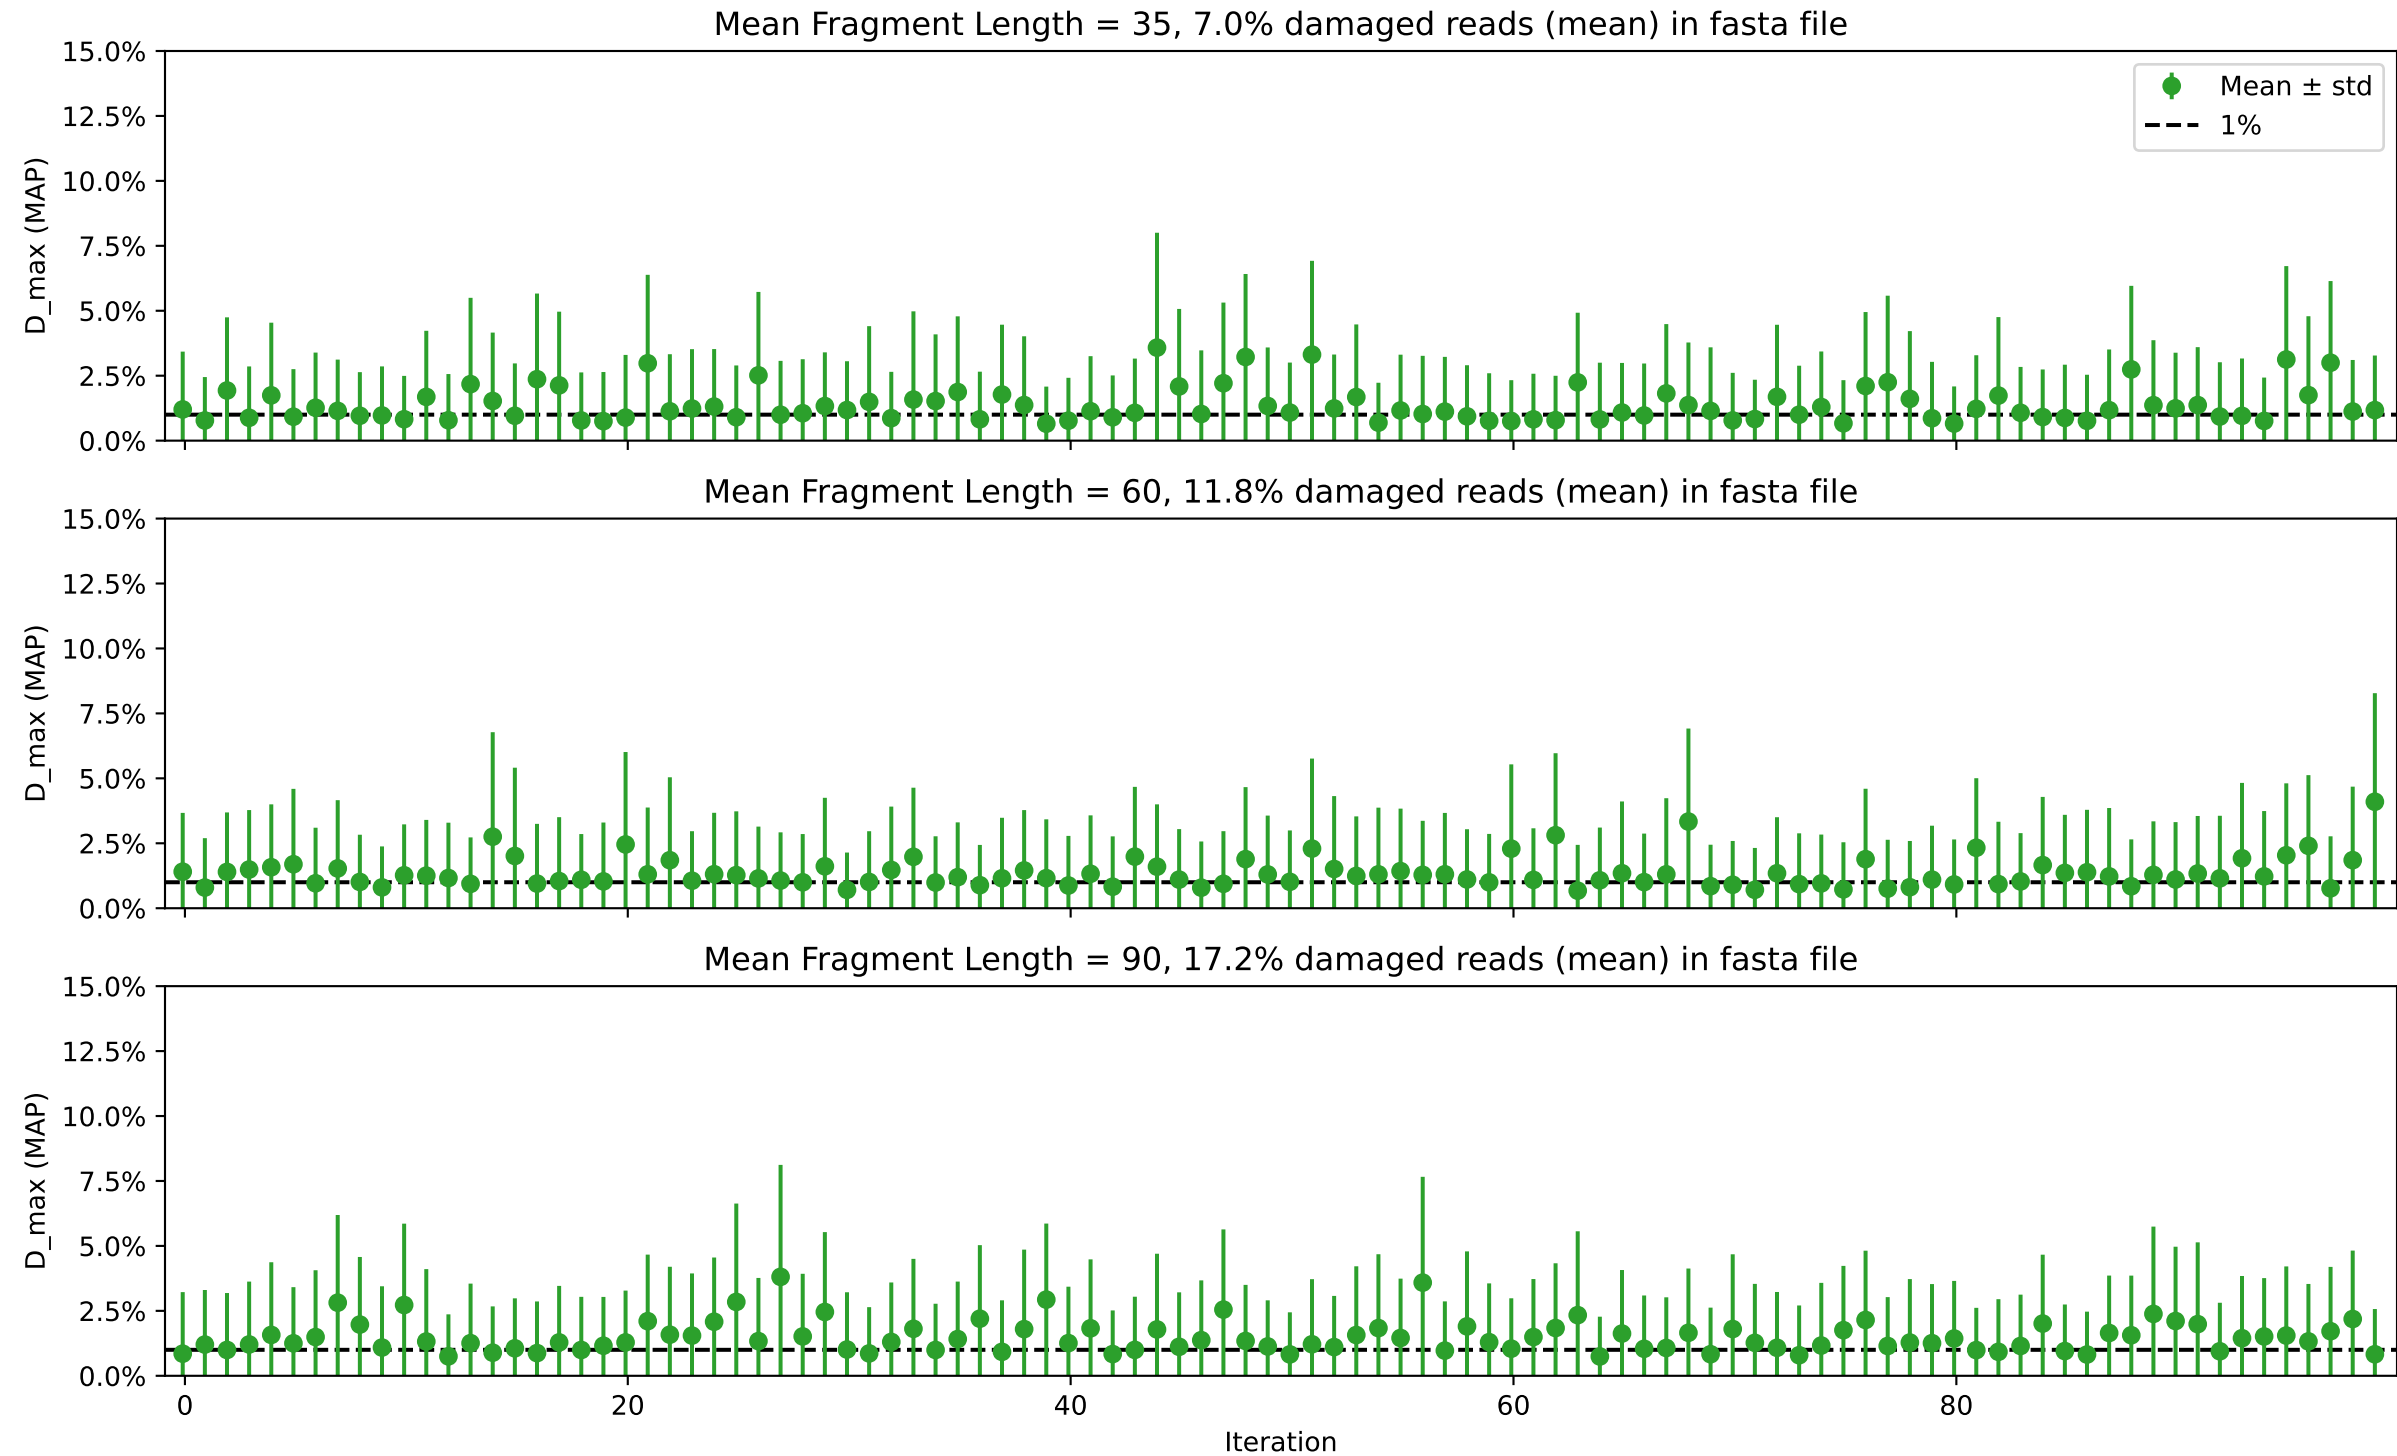 Mean Fragment Length = 35, 7.0% damaged reads (mean) in fasta file
15.0%
12.5%
10.0%
7.5%
5.0%
2.5%
0.0%
D_max (MAP)
Mean ± std
1%
Mean Fragment Length = 60, 11.8% damaged reads (mean) in fasta file
15.0%
12.5%
10.0%
7.5%
5.0%
2.5%
0.0%
D_max (MAP)
Mean Fragment Length = 90, 17.2% damaged reads (mean) in fasta file
15.0%
12.5%
10.0%
7.5%
5.0%
2.5%
0.0%
D_max (MAP)
0 20 40 60 80
Iteration